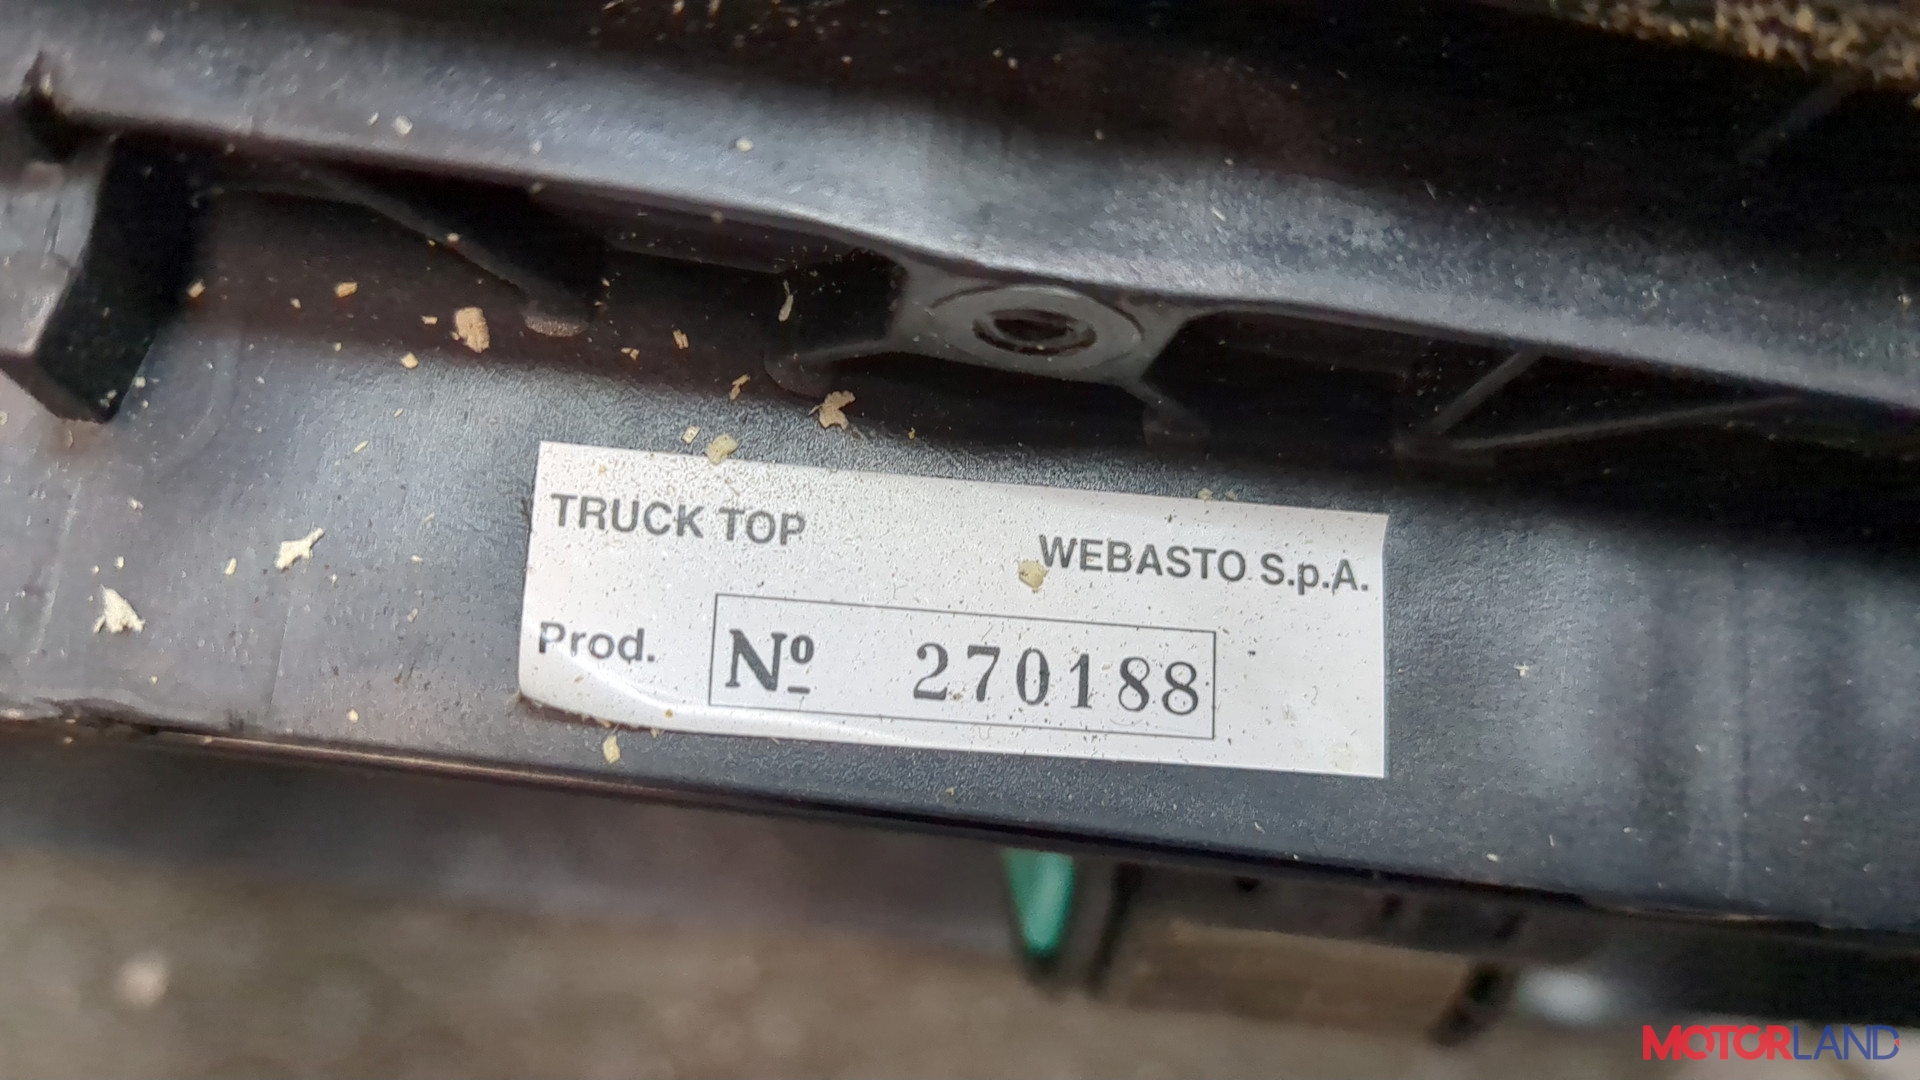 TRUCK TOP
WEBASTO S.p.A.
Prod. Nº 270188
MOTORLAND